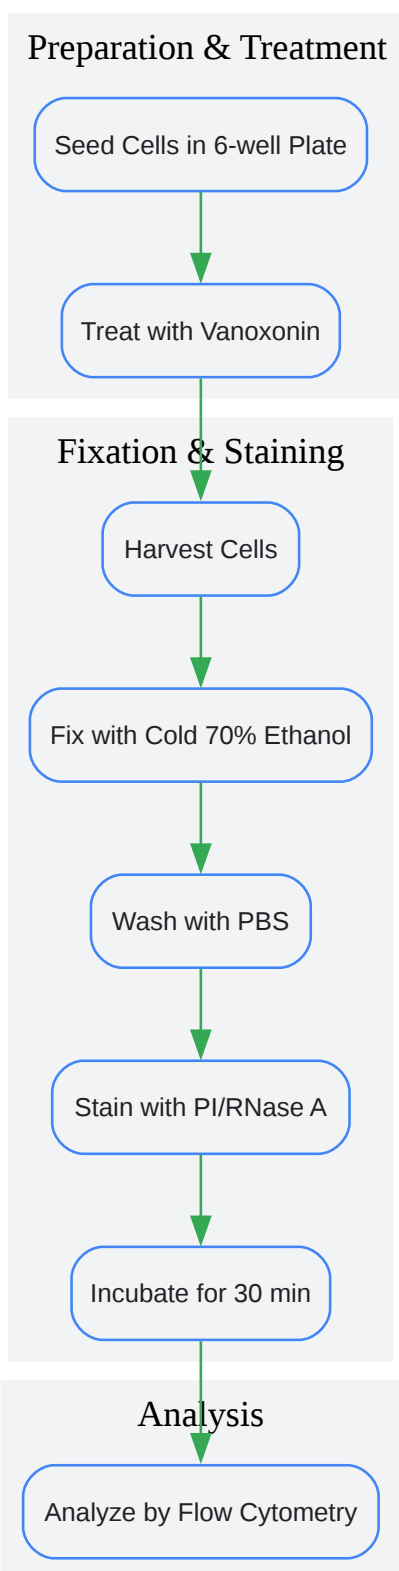 Preparation & Treatment
Seed Cells in 6-well Plate
Treat with Vanoxonin
Fixation & Staining
Harvest Cells
Fix with Cold 70% Ethanol
Wash with PBS
Stain with PI/RNase A
Incubate for 30 min
Analysis
Analyze by Flow Cytometry